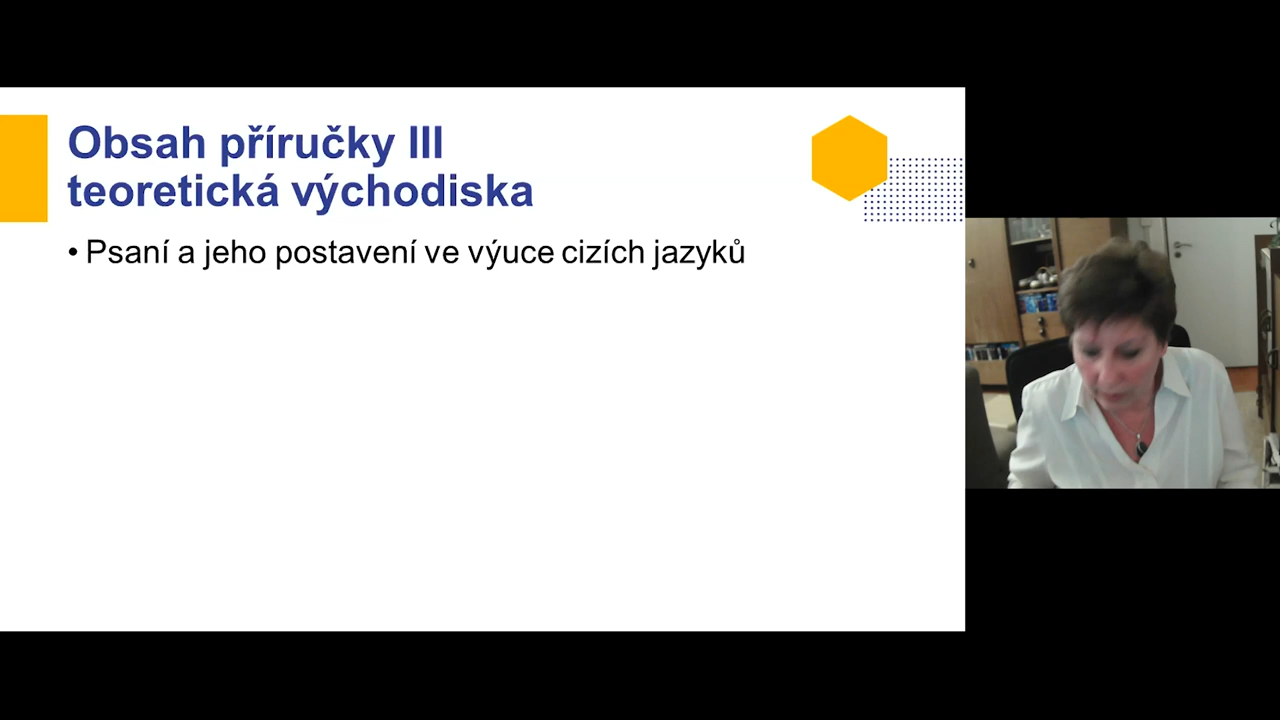 Obsah příručky III
teoretická východiska
• Psaní a jeho postavení ve výuce cizích jazyků